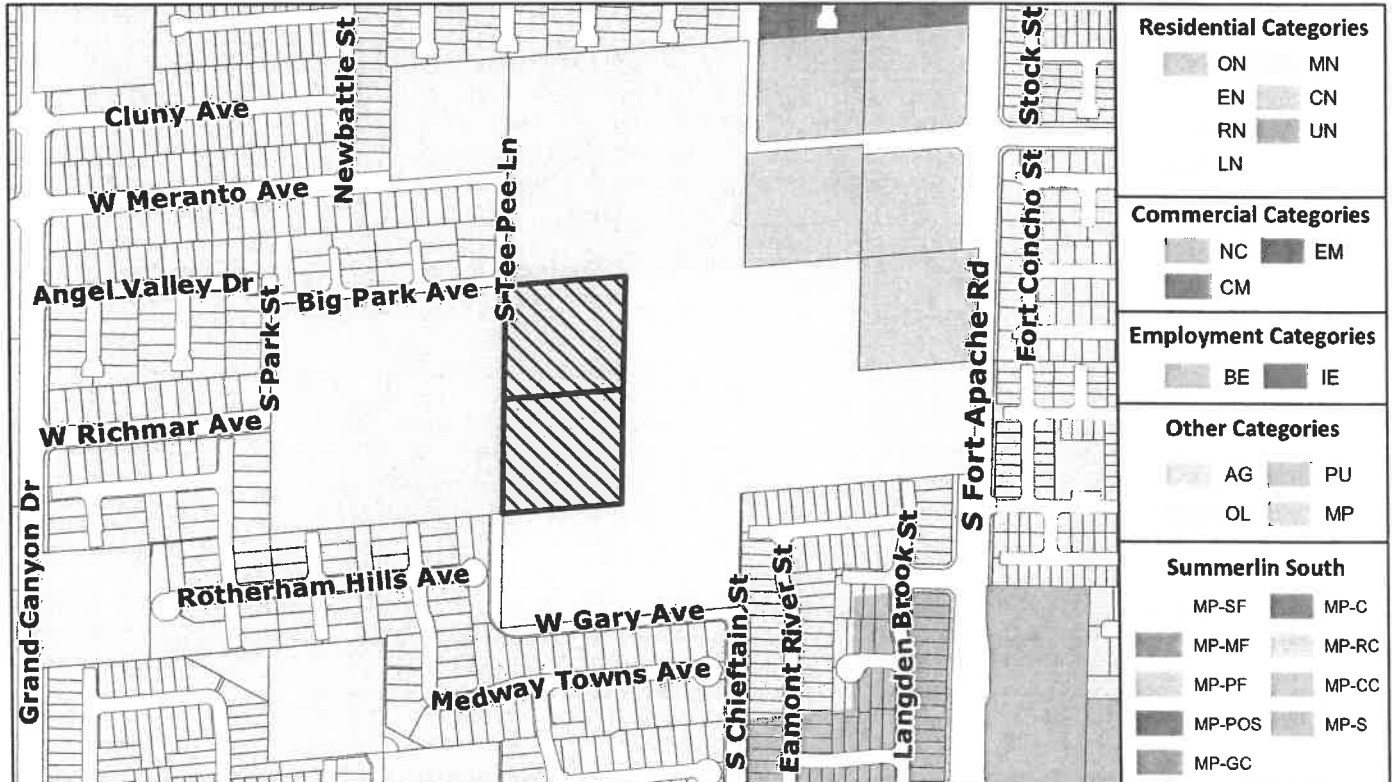 Cluny Ave
Newbattle St
W Meranto Ave
S Tee Pee Ln
Angel Valley Dr
Big Park Ave
S Park St
W Richmar Ave
Grand Canyon Dr
Rotherham Hills Ave
W Gary Ave
Medway Towns Ave
S Chieftain St
Eamont River St
Langden Brook St
S Fort Apache Rd
Stock St
Fort Concho St
Residential Categories
ON MN
EN CN
RN UN
LN
Commercial Categories
NC EM
CM
Employment Categories
BE IE
Other Categories
AG PU
OL MP
Summerlin South
MP-SF MP-C
MP-MF MP-RC
MP-PF MP-CC
MP-POS MP-S
MP-GC